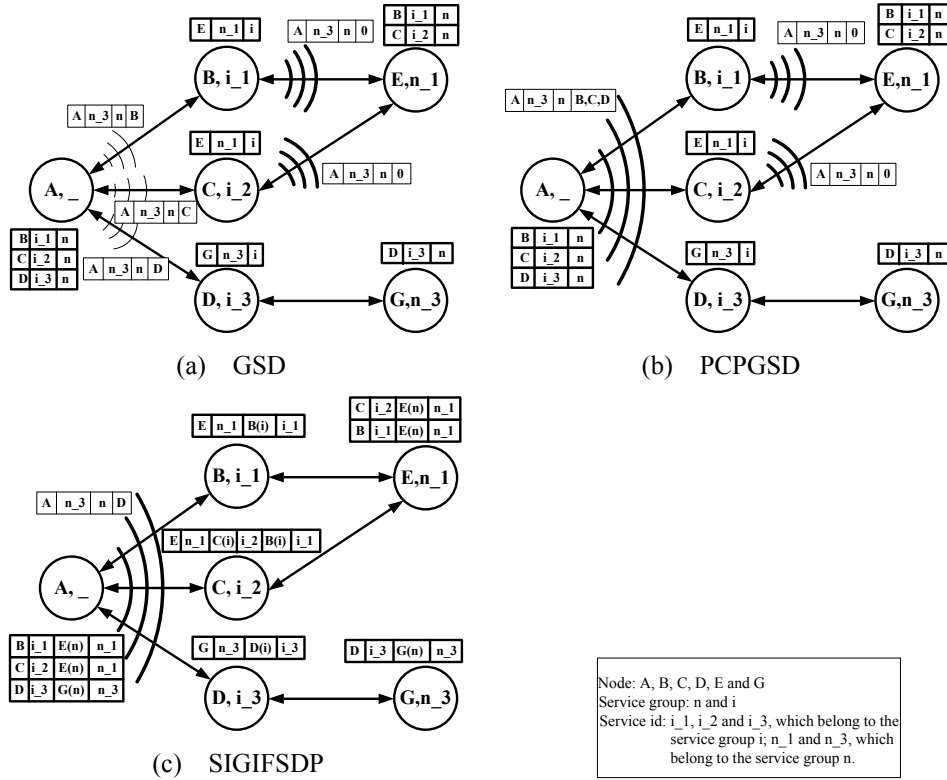 E n_1 i
A n_3 n 0
B i_1 n
C i_2 n
B, i_1
E,n_1
A n_3 n B
E n_1 i
A, _
C, i_2
A n_3 n 0
A n_3 n C
B i_1 n
C i_2 n
D i_3 n
A n_3 n D
G n_3 i
D i_3 n
D, i_3
G,n_3
(a) GSD
E n_1 i
A n_3 n 0
B i_1 n
C i_2 n
B, i_1
E,n_1
A n_3 n B,C,D
E n_1 i
A, _
C, i_2
A n_3 n 0
B i_1 n
C i_2 n
D i_3 n
G n_3 i
D i_3 n
D, i_3
G,n_3
(b) PCPGSD
E n_1 B(i) i_1
C i_2 E(n) n_1
B i_1 E(n) n_1
B, i_1
E,n_1
A n_3 n D
E n_1 C(i) i_2 B(i) i_1
A, _
C, i_2
B i_1 E(n) n_1
C i_2 E(n) n_1
D i_3 G(n) n_3
G n_3 D(i) i_3
D i_3 G(n) n_3
D, i_3
G,n_3
(c) SIGIFSDP
Node: A, B, C, D, E and G
Service group: n and i
Service id: i_1, i_2 and i_3, which belong to the
service group i; n_1 and n_3, which
belong to the service group n.